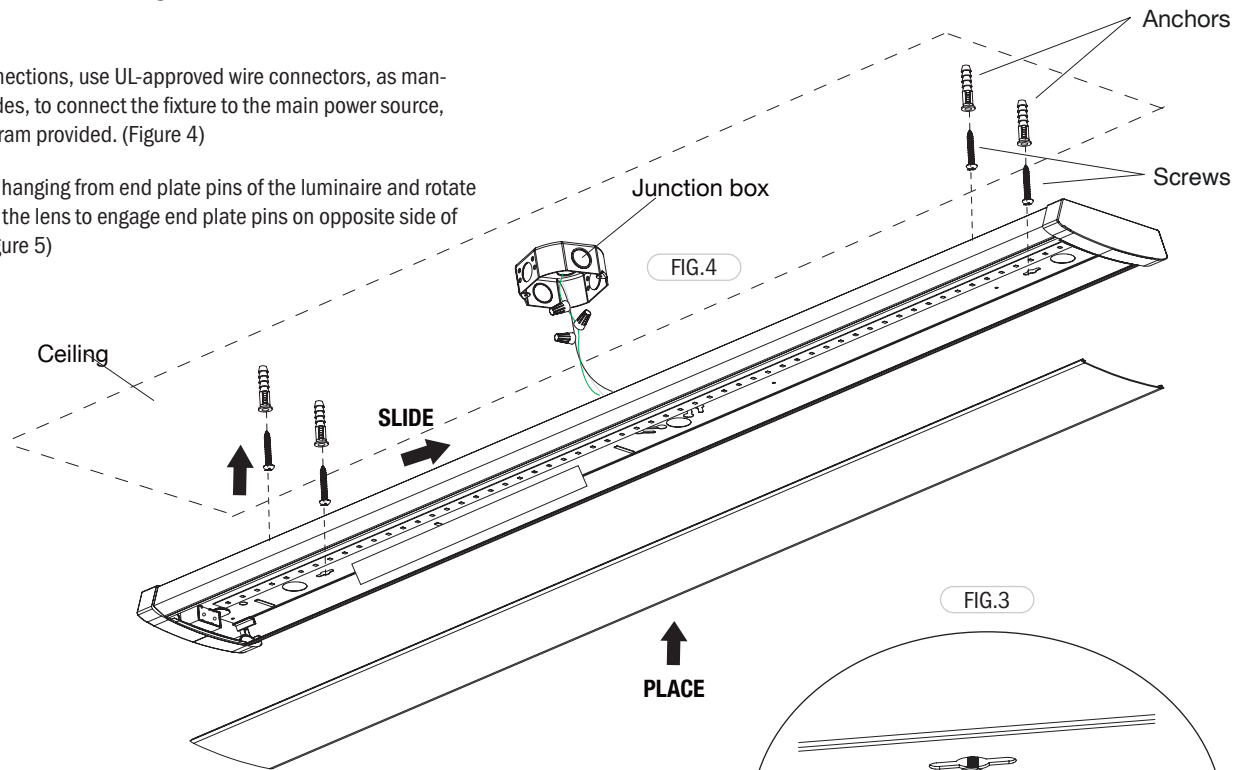 nections, use UL-approved wire connectors, as man-
des, to connect the fixture to the main power source,
ram provided. (Figure 4)
hanging from end plate pins of the luminaire and rotate
the lens to engage end plate pins on opposite side of
gure 5)
Anchors
Screws
Junction box
FIG.4
Ceiling
SLIDE
FIG.3
PLACE